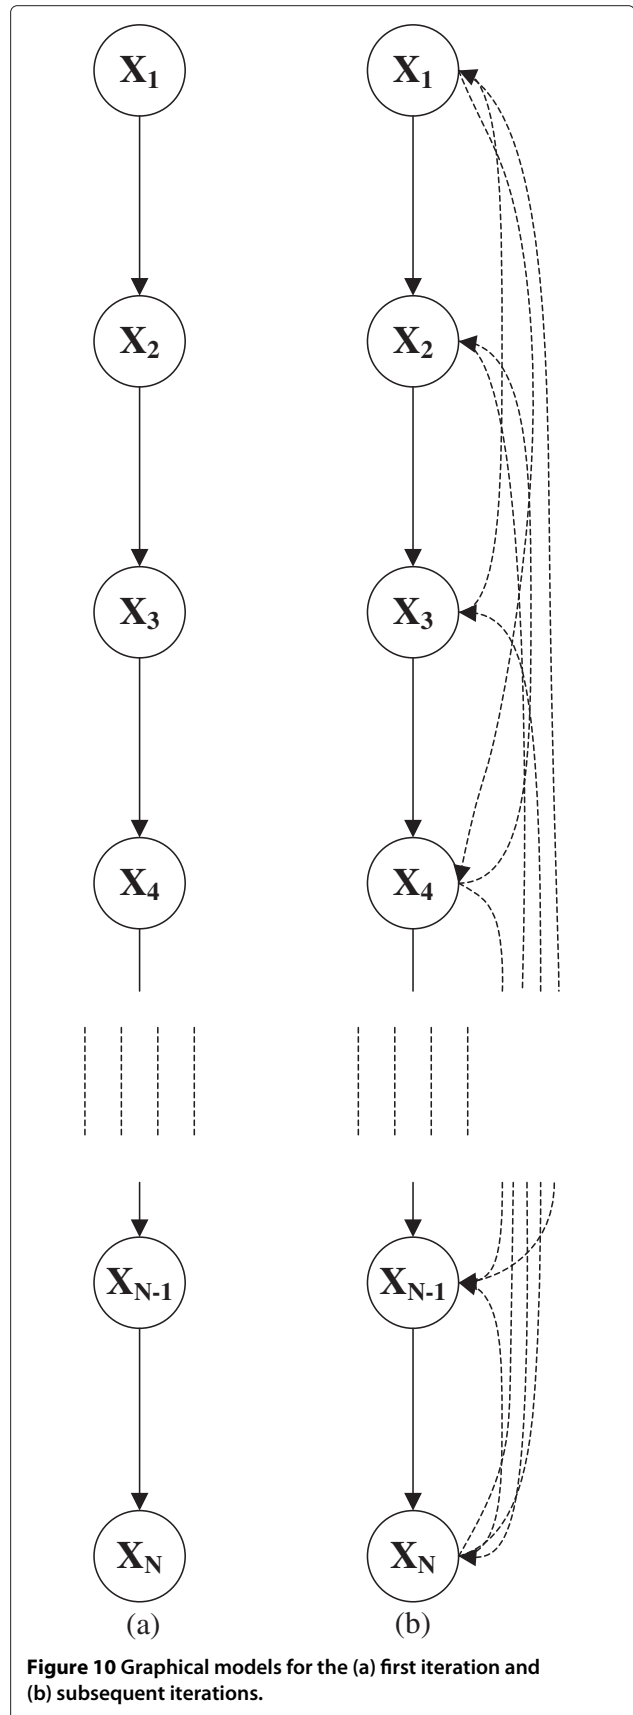 X1 X1
X2 X2
X3 X3
X4 X4
XN-1 XN-1
XN XN
(a) (b)
Figure 10 Graphical models for the (a) first iteration and
(b) subsequent iterations.